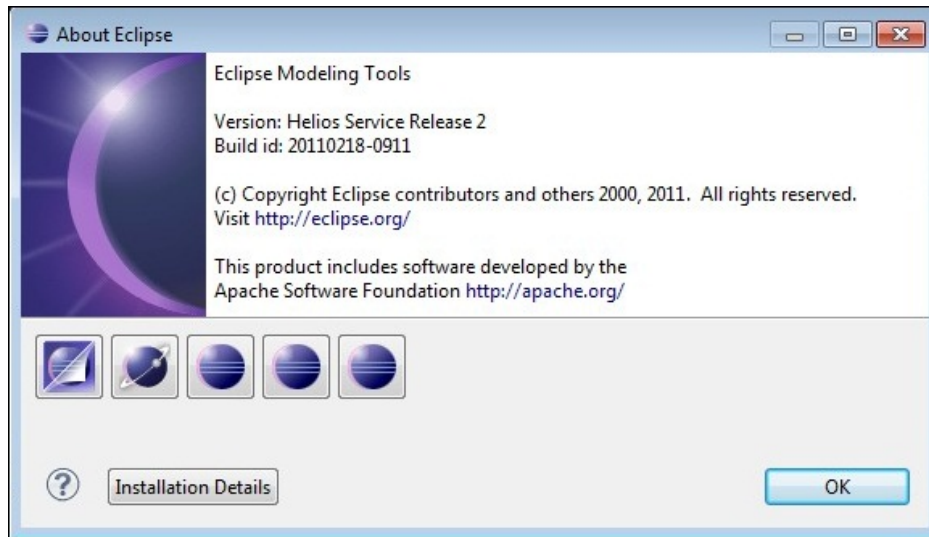 About Eclipse
Eclipse Modeling Tools
Version: Helios Service Release 2
Build id: 20110218-0911
(c) Copyright Eclipse contributors and others 2000, 2011.  All rights reserved.
Visit http://eclipse.org/
This product includes software developed by the
Apache Software Foundation http://apache.org/
?
Installation Details
OK